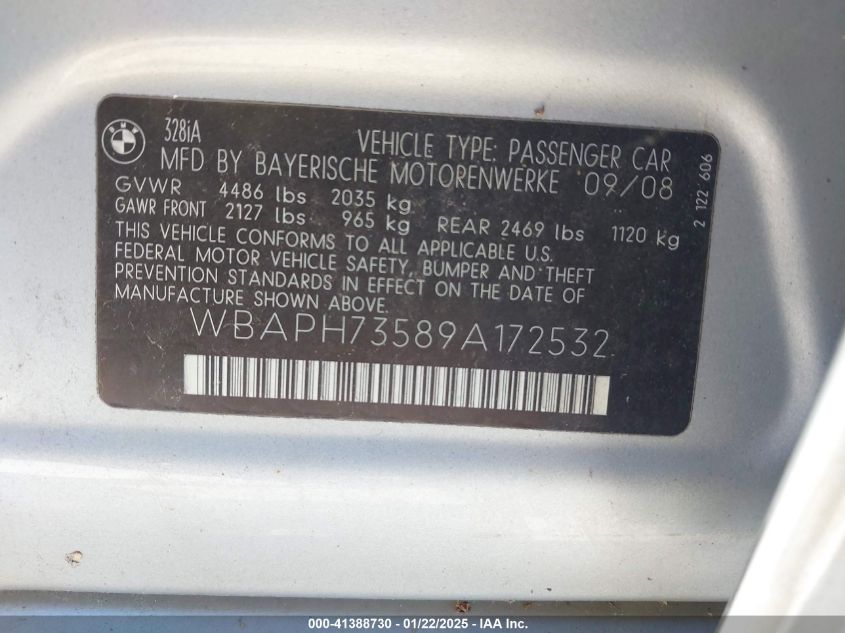 BMW
328iA
VEHICLE TYPE: PASSENGER CAR
MFD BY BAYERISCHE MOTORENWERKE 09/08
GVWR 4486 lbs 2035 kg
GAWR FRONT 2127 lbs 965 kg REAR 2469 lbs 1120 kg
THIS VEHICLE CONFORMS TO ALL APPLICABLE U.S.
FEDERAL MOTOR VEHICLE SAFETY, BUMPER AND THEFT
PREVENTION STANDARDS IN EFFECT ON THE DATE OF
MANUFACTURE SHOWN ABOVE.
WBAPH73589A172532
2 122 606
000-41388730 - 01/22/2025 - IAA Inc.